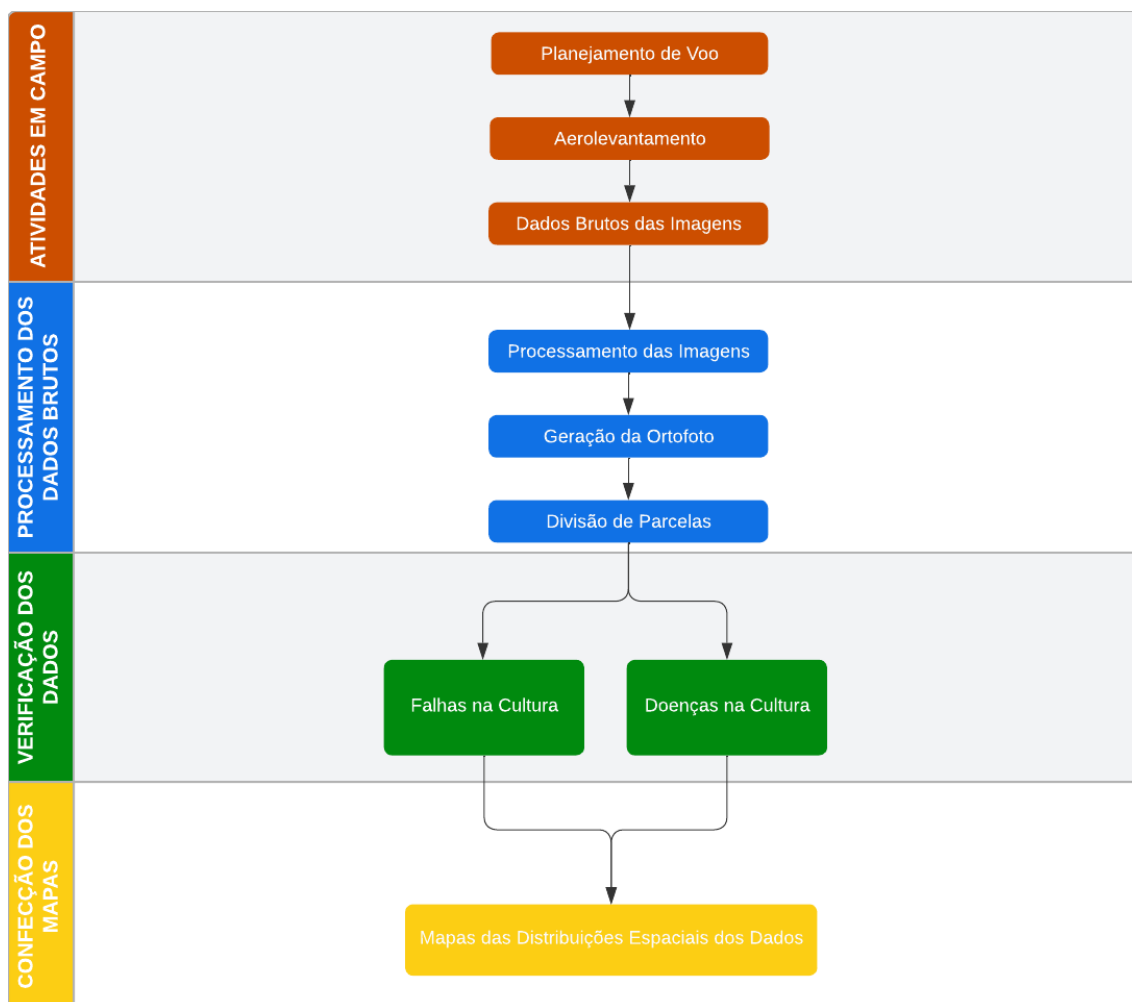 ATIVIDADES EM CAMPO
Planejamento de Voo
Aerolevantamento
Dados Brutos das Imagens
PROCESSAMENTO DOS
DADOS BRUTOS
Processamento das Imagens
Geração da Ortofoto
Divisão de Parcelas
VERIFICAÇÃO DOS
DADOS
Falhas na Cultura
Doenças na Cultura
CONFECÇÃO DOS
MAPAS
Mapas das Distribuições Espaciais dos Dados